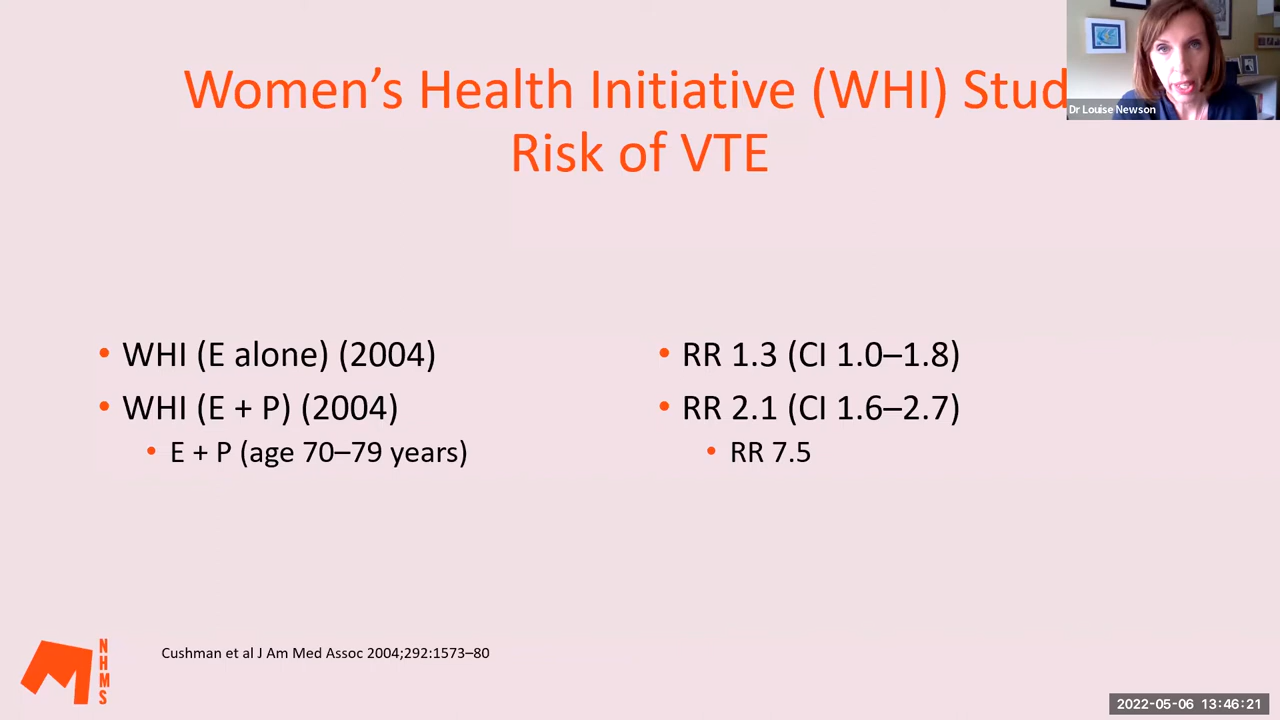 Women's Health Initiative (WHI) Stud
Risk of VTE
Dr Louise Newson
• WHI (E alone) (2004)
• WHI (E + P) (2004)
• E + P (age 70–79 years)
• RR 1.3 (CI 1.0–1.8)
• RR 2.1 (CI 1.6–2.7)
• RR 7.5
Cushman et al J Am Med Assoc 2004;292:1573–80
NHMS
2022-05-06 13:46:21